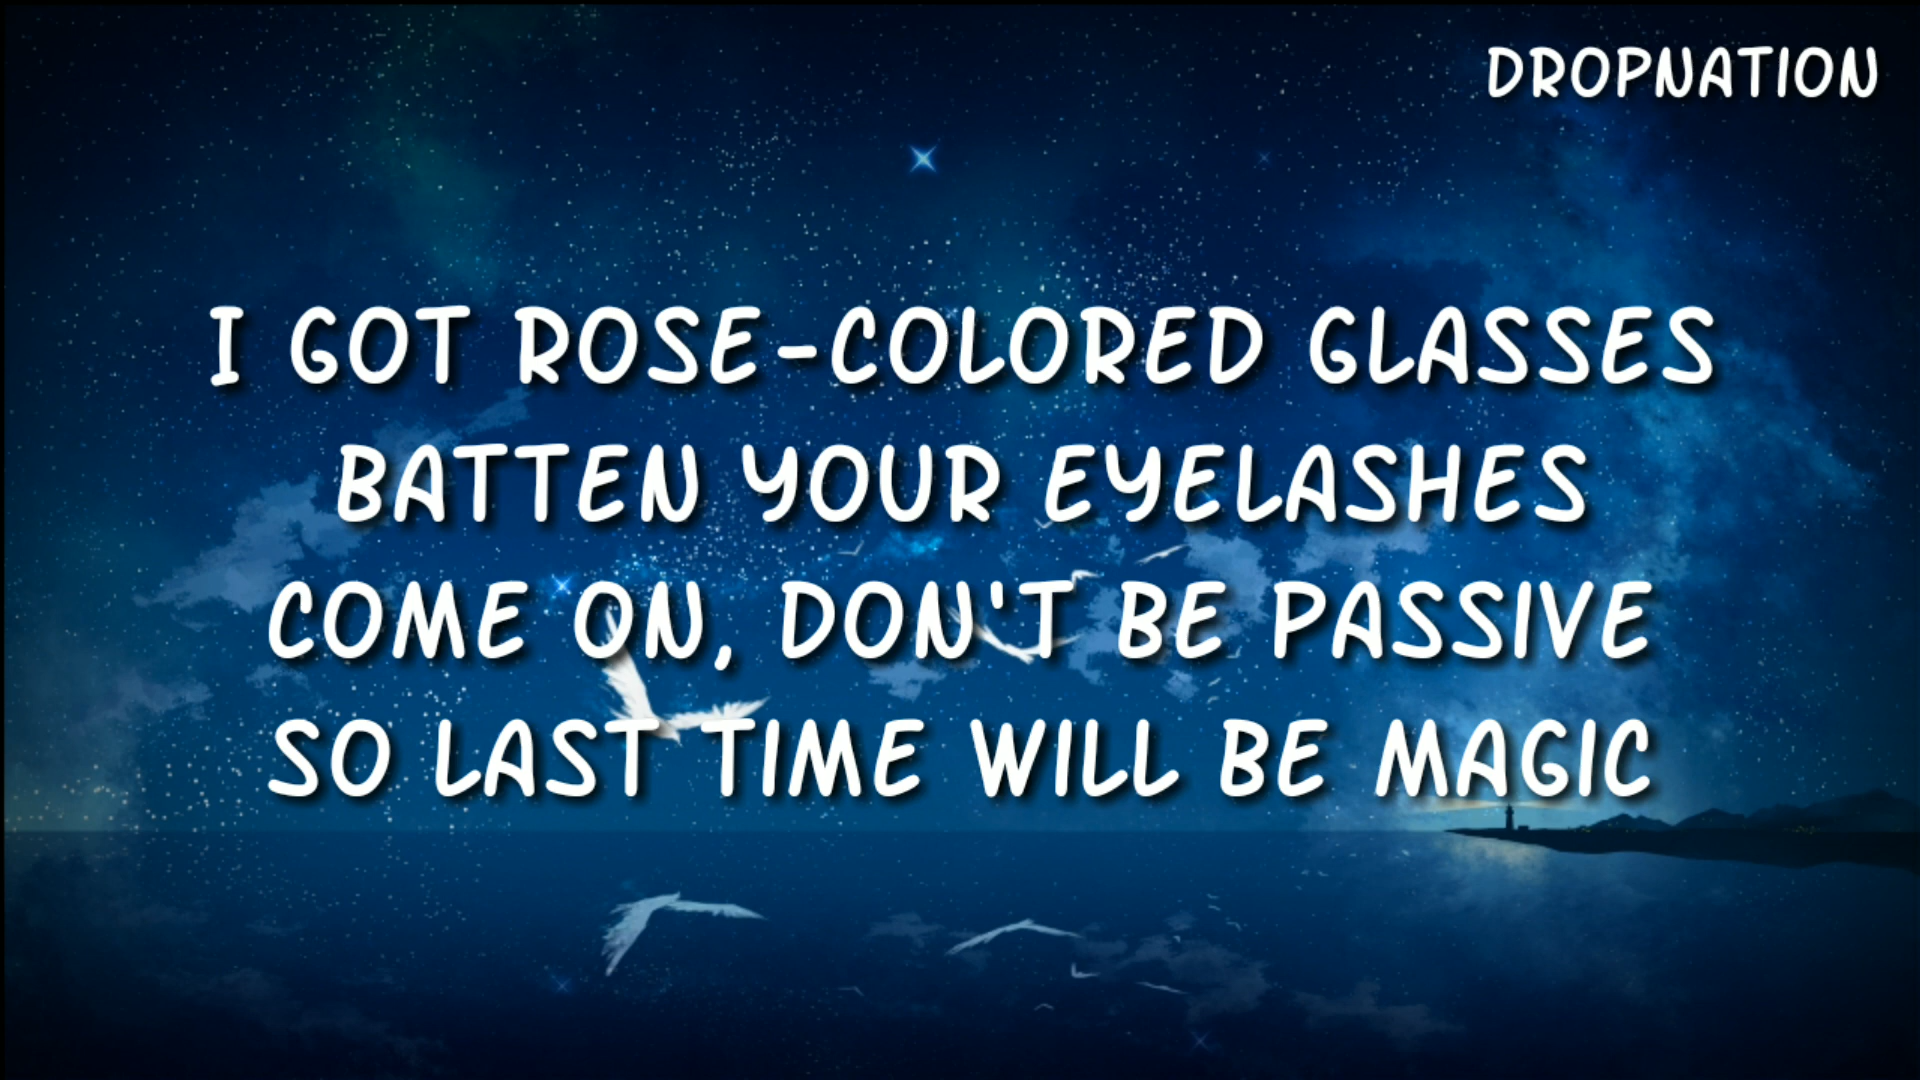 DROPNATION
I GOT ROSE-COLORED GLASSES
BATTEN YOUR EYELASHES
COME ON, DON'T BE PASSIVE
SO LAST TIME WILL BE MAGIC